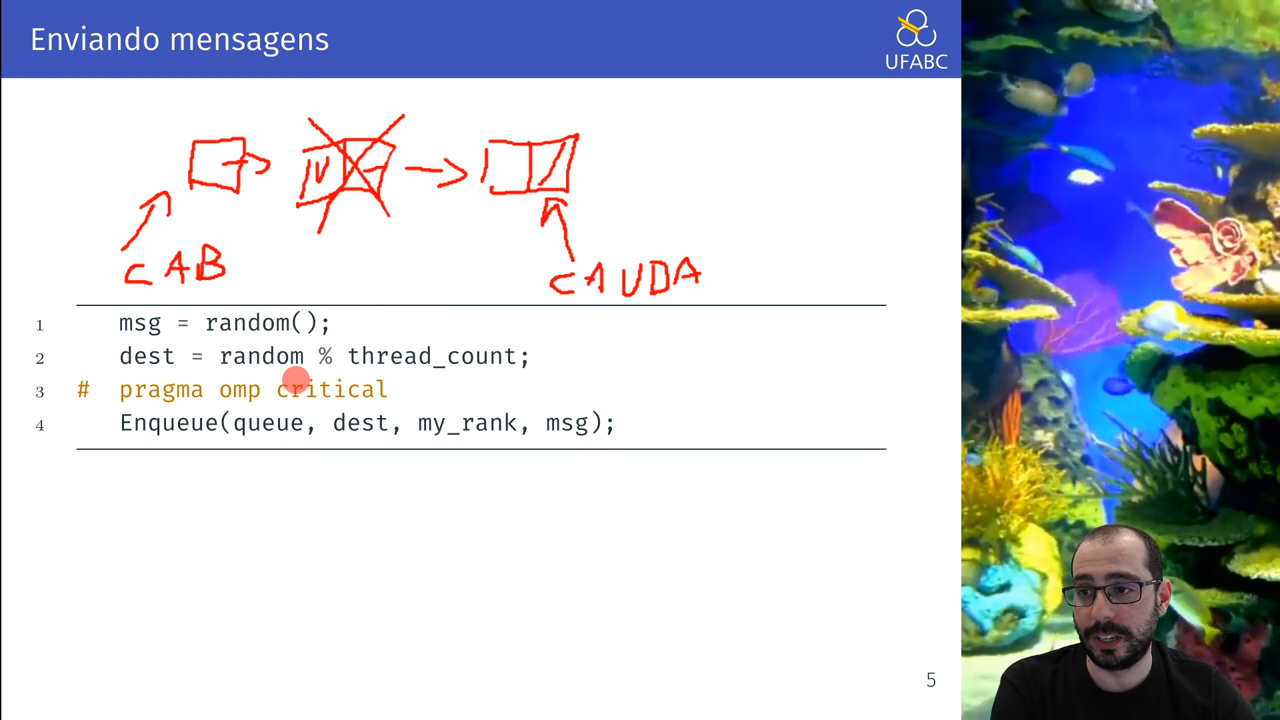 Enviando mensagens
UFABC
CAB
CAUDA
1 msg = random();
2 dest = random % thread_count;
3 # pragma omp critical
4 Enqueue(queue, dest, my_rank, msg);
5